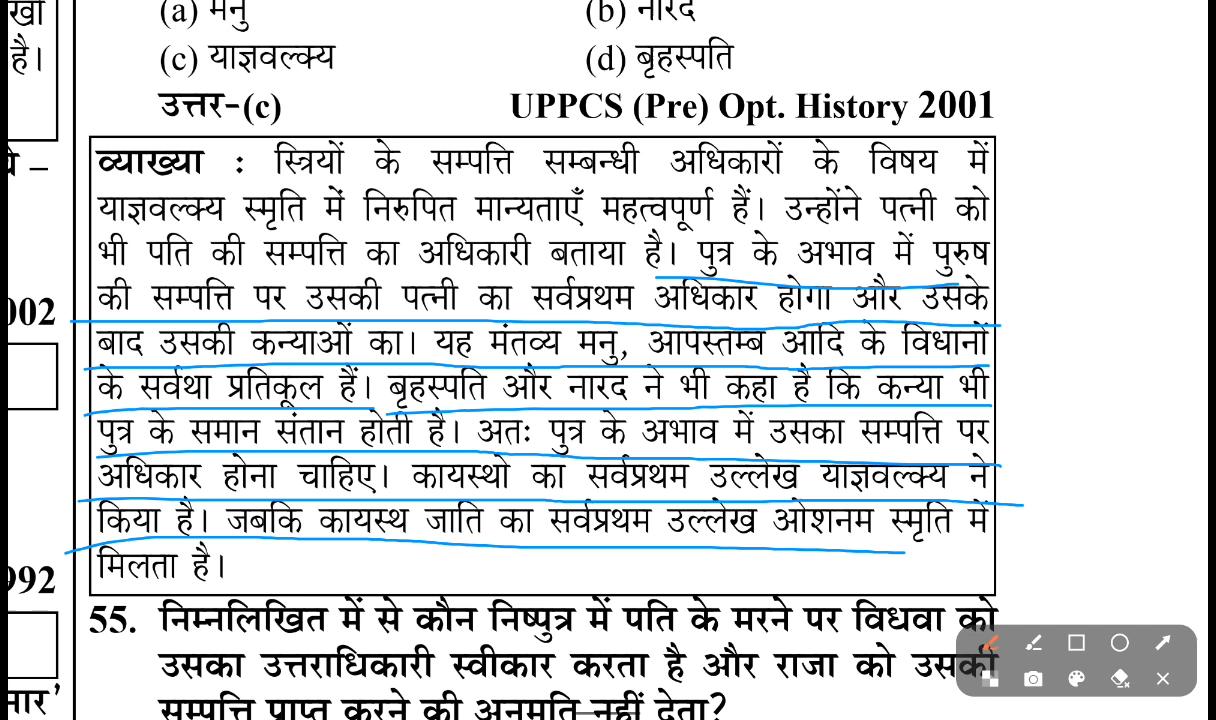 खा
(a) मनु (b) नारद
है।
(c) याज्ञवल्क्य (d) बृहस्पति
उत्तर-(c) UPPCS (Pre) Opt. History 2001
व्याख्या : स्त्रियों के सम्पत्ति सम्बन्धी अधिकारों के विषय में
याज्ञवल्क्य स्मृति में निरुपित मान्यताएँ महत्वपूर्ण हैं। उन्होंने पत्नी को
भी पति की सम्पत्ति का अधिकारी बताया है। पुत्र के अभाव में पुरुष
की सम्पत्ति पर उसकी पत्नी का सर्वप्रथम अधिकार होगा और उसके
002
बाद उसकी कन्याओं का। यह मंतव्य मनु, आपस्तम्ब आदि के विधानों
के सर्वथा प्रतिकूल हैं। बृहस्पति और नारद ने भी कहा है कि कन्या भी
पुत्र के समान संतान होती है। अतः पुत्र के अभाव में उसका सम्पत्ति पर
अधिकार होना चाहिए। कायस्थो का सर्वप्रथम उल्लेख याज्ञवल्क्य ने
किया है। जबकि कायस्थ जाति का सर्वप्रथम उल्लेख ओशनम स्मृति में
मिलता है।
992
55. निम्नलिखित में से कौन निष्पुत्र में पति के मरने पर विधवा को
उसका उत्तराधिकारी स्वीकार करता है और राजा को उसकी
सम्पत्ति प्राप्त करने की अनुमति नहीं देता?